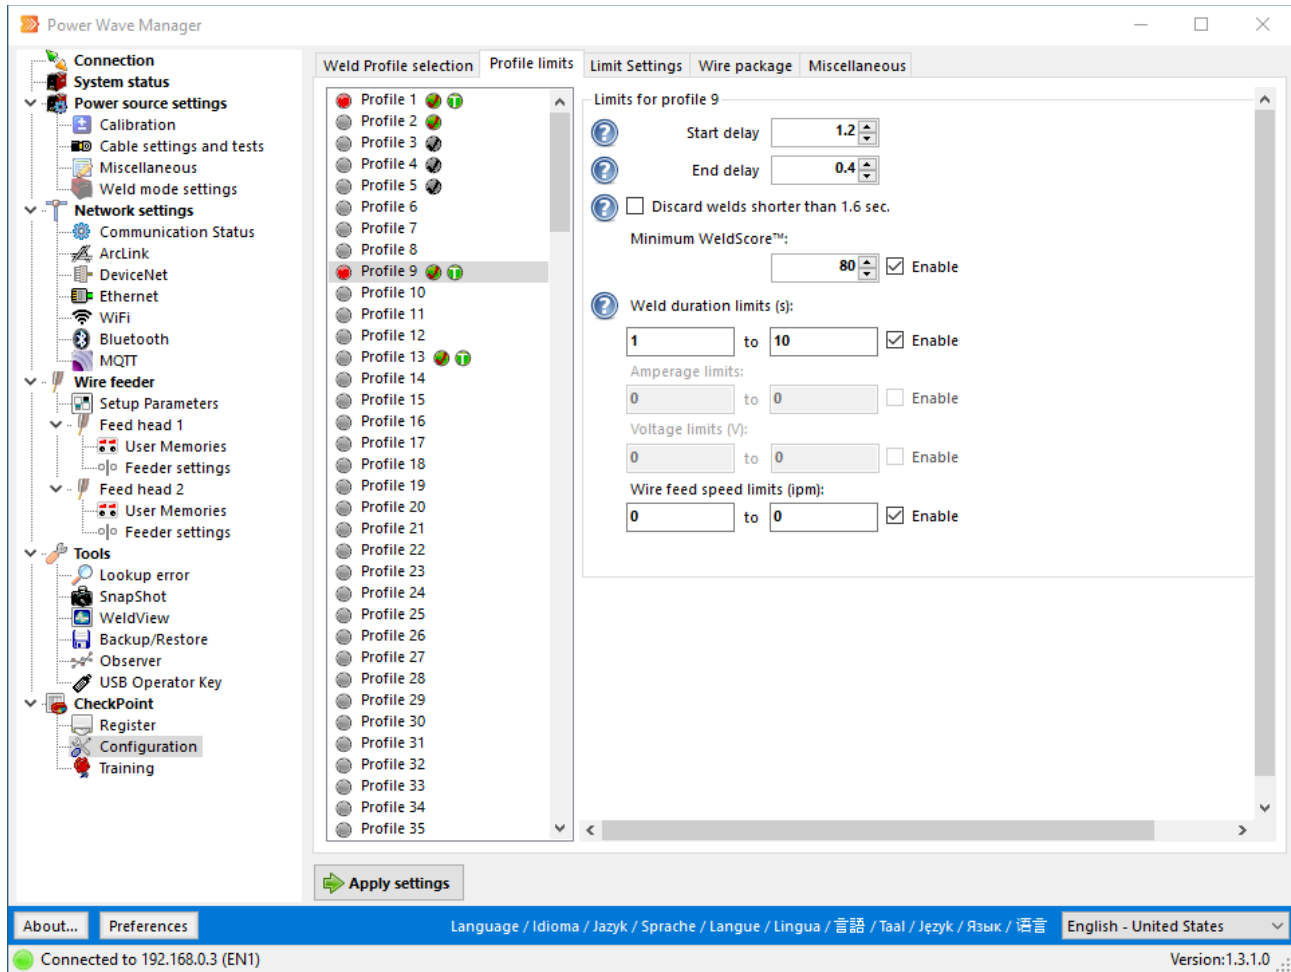 Power Wave Manager
Connection
System status
Power source settings
Calibration
Cable settings and tests
Miscellaneous
Weld mode settings
Network settings
Communication Status
ArcLink
DeviceNet
Ethernet
WiFi
Bluetooth
MQTT
Wire feeder
Setup Parameters
Feed head 1
User Memories
Feeder settings
Feed head 2
User Memories
Feeder settings
Tools
Lookup error
SnapShot
WeldView
Backup/Restore
Observer
USB Operator Key
CheckPoint
Register
Configuration
Training
Weld Profile selection Profile limits Limit Settings Wire package Miscellaneous
Profile 1
Profile 2
Profile 3
Profile 4
Profile 5
Profile 6
Profile 7
Profile 8
Profile 9
Profile 10
Profile 11
Profile 12
Profile 13
Profile 14
Profile 15
Profile 16
Profile 17
Profile 18
Profile 19
Profile 20
Profile 21
Profile 22
Profile 23
Profile 24
Profile 25
Profile 26
Profile 27
Profile 28
Profile 29
Profile 30
Profile 31
Profile 32
Profile 33
Profile 34
Profile 35
Limits for profile 9
Start delay 1.2
End delay 0.4
Discard welds shorter than 1.6 sec.
Minimum WeldScore™:
80 Enable
Weld duration limits (s):
1 to 10 Enable
Amperage limits:
0 to 0 Enable
Voltage limits (V):
0 to 0 Enable
Wire feed speed limits (ipm):
0 to 0 Enable
Apply settings
About... Preferences Language / Idioma / Jazyk / Sprache / Langue / Lingua / 言語 / Taal / Język / Язык / 语言 English - United States
Connected to 192.168.0.3 (EN1) Version:1.3.1.0